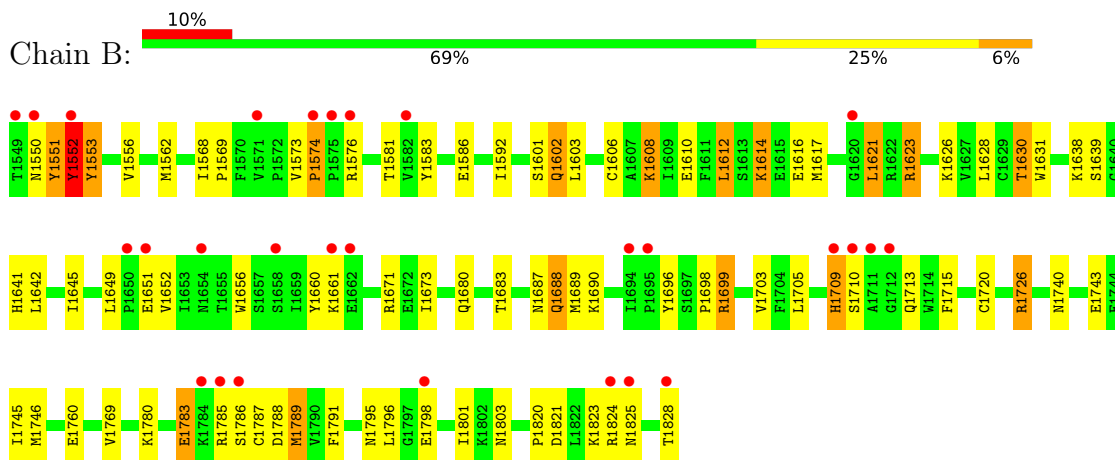 10%
Chain B:
69% 25% 6%
T1549 N1550 Y1551 Y1552 Y1553 V1556 M1562 I1568 P1569 F1570 V1571 P1572 V1573 P1574 P1575 R1576 T1581 V1582 Y1583 E1586 I1592 S1601 Q1602 L1603 C1606 A1607 K1608 I1609 E1610 F1611 L1612 S1613 K1614 E1615 E1616 M1617 G1620 L1621 R1622 R1623 K1626 V1627 L1628 C1629 T1630 W1631 K1638 S1639
H1641 L1642 I1645 L1649 P1650 E1651 V1652 I1653 N1654 T1655 W1656 S1657 S1658 I1659 Y1660 K1661 E1662 R1671 E1672 I1673 Q1680 T1683 N1687 Q1688 M1689 K1690 I1694 P1695 Y1696 S1697 P1698 R1699 V1703 F1704 L1705 H1709 S1710 A1711 G1712 Q1713 W1714 F1715 C1720 R1726 N1740 E1743
I1745 M1746 E1760 V1769 K1780 E1783 K1784 R1785 S1786 C1787 D1788 M1789 V1790 F1791 N1795 L1796 G1797 E1798 I1801 K1802 N1803 P1820 D1821 L1822 K1823 R1824 N1825 T1828